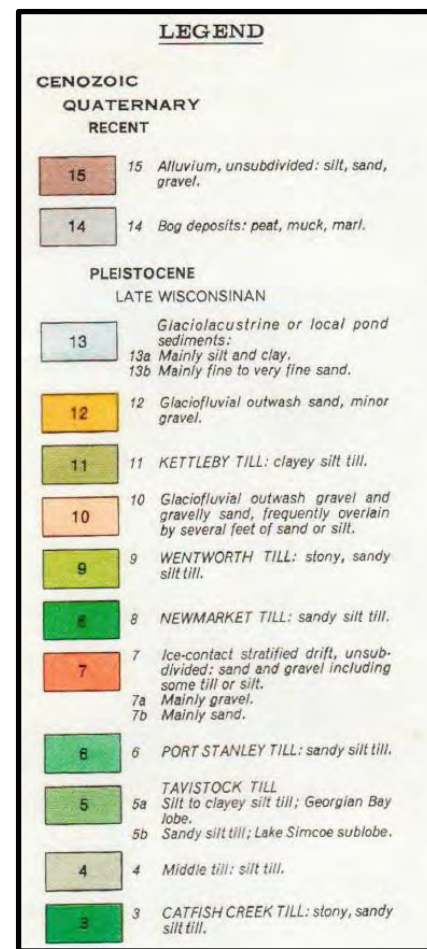 LEGEND
CENOZOIC
QUATERNARY
RECENT
15
15 Alluvium, unsubdivided: silt, sand,
gravel.
14
14 Bog deposits: peat, muck, marl.
PLEISTOCENE
LATE WISCONSINAN
13
Glaciolacustrine or local pond
sediments:
13a Mainly silt and clay.
13b Mainly fine to very fine sand.
12
12 Glaciofluvial outwash sand, minor
gravel.
11
11 KETTLEBY TILL: clayey silt till.
10
10 Glaciofluvial outwash gravel and
gravelly sand, frequently overlain
by several feet of sand or silt.
9
9 WENTWORTH TILL: stony, sandy
silt till.
8
8 NEWMARKET TILL: sandy silt till.
7
7 Ice-contact stratified drift, unsub-
divided: sand and gravel including
some till or silt.
7a Mainly gravel.
7b Mainly sand.
6
6 PORT STANLEY TILL: sandy silt till.
5
TAVISTOCK TILL
5a Silt to clayey silt till; Georgian Bay
lobe.
5b Sandy silt till; Lake Simcoe sublobe.
4
4 Middle till: silt till.
3
3 CATFISH CREEK TILL: stony, sandy
silt till.